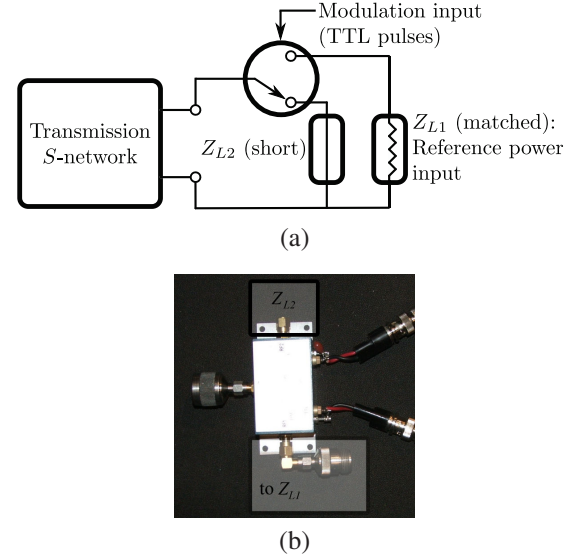 Modulation input
(TTL pulses)
Transmission
S-network
Z_{L2} (short)
Z_{L1} (matched):
Reference power
input
(a)
Z_{L2}
to Z_{L1}
(b)